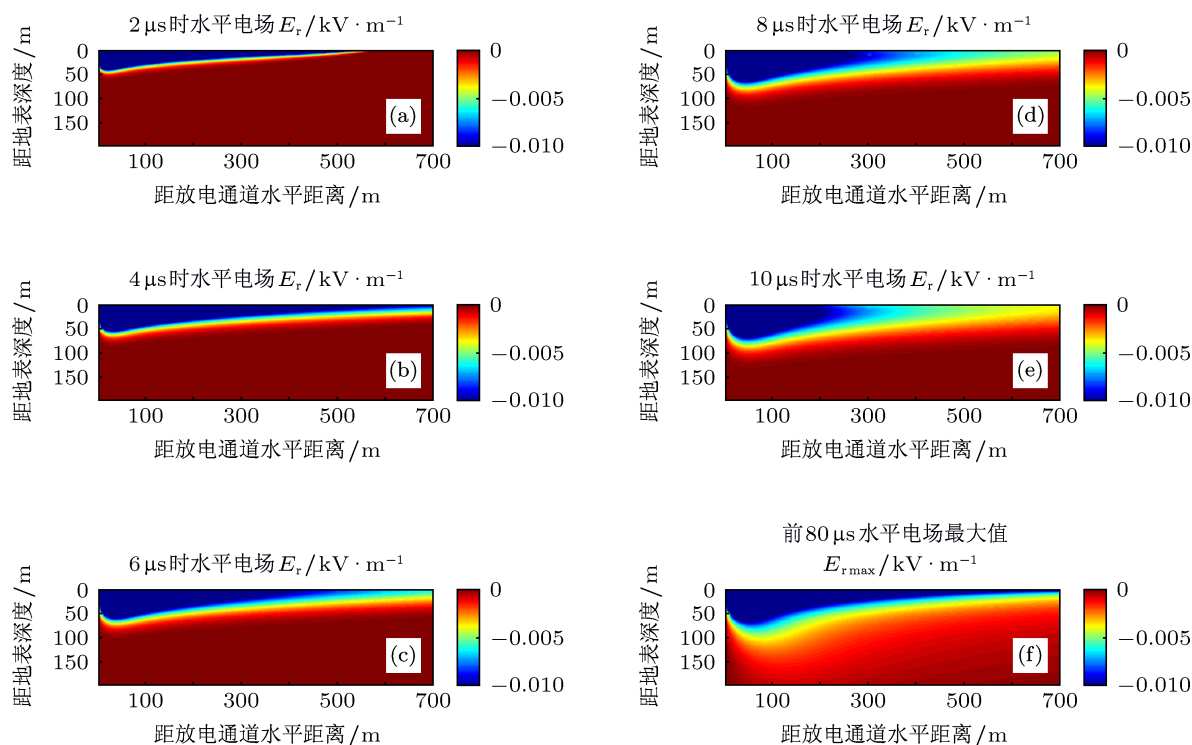 2 μs时水平电场 Er/kV · m⁻¹
距地表深度/m
0
50
100
150
(a)
100 300 500 700
距放电通道水平距离/m
0
−0.005
−0.010
8 μs时水平电场 Er/kV · m⁻¹
距地表深度/m
0
50
100
150
(d)
100 300 500 700
距放电通道水平距离/m
0
−0.005
−0.010
4 μs时水平电场 Er/kV · m⁻¹
距地表深度/m
0
50
100
150
(b)
100 300 500 700
距放电通道水平距离/m
0
−0.005
−0.010
10 μs时水平电场 Er/kV · m⁻¹
距地表深度/m
0
50
100
150
(e)
100 300 500 700
距放电通道水平距离/m
0
−0.005
−0.010
6 μs时水平电场 Er/kV · m⁻¹
距地表深度/m
0
50
100
150
(c)
100 300 500 700
距放电通道水平距离/m
0
−0.005
−0.010
前80 μs水平电场最大值
Er max/kV · m⁻¹
距地表深度/m
0
50
100
150
(f)
100 300 500 700
距放电通道水平距离/m
0
−0.005
−0.010